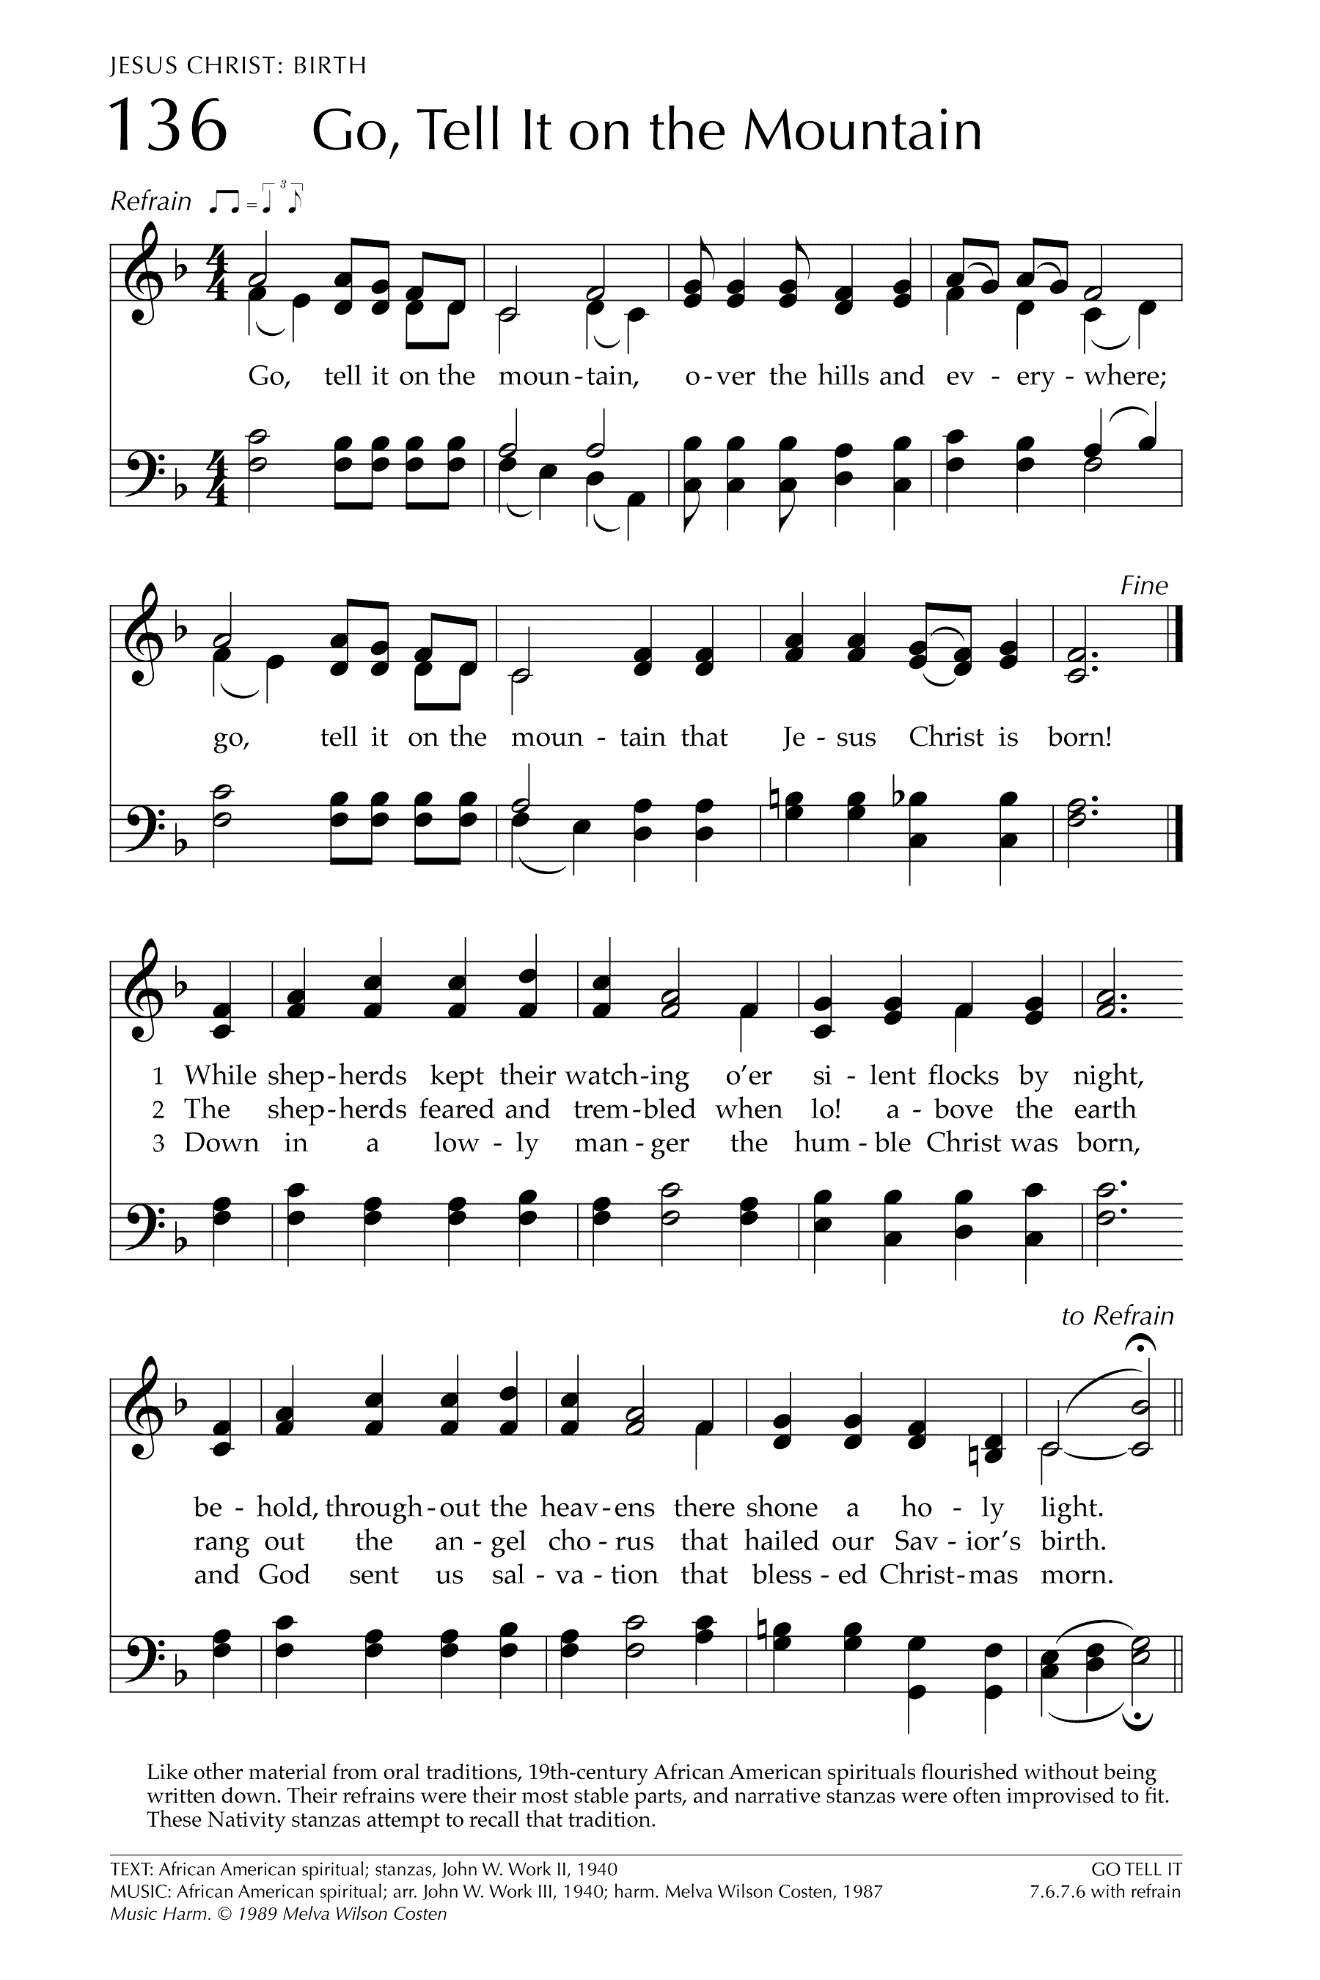 JESUS CHRIST: BIRTH
136 Go, Tell It on the Mountain
Refrain = 3
4 4
Go, tell it on the moun-tain, o-ver the hills and ev - ery - where;
4 4
Fine
go, tell it on the moun - tain that Je - sus Christ is born!
1 While shep-herds kept their watch-ing o’er si - lent flocks by night,
2 The shep-herds feared and trem-bled when lo! a - bove the earth
3 Down in a low - ly man - ger the hum - ble Christ was born,
to Refrain
be - hold, through-out the heav-ens there shone a ho - ly light.
rang out the an - gel cho - rus that hailed our Sav - ior’s birth.
and God sent us sal - va - tion that bless - ed Christ-mas morn.
Like other material from oral traditions, 19th-century African American spirituals flourished without being
written down. Their refrains were their most stable parts, and narrative stanzas were often improvised to fit.
These Nativity stanzas attempt to recall that tradition.
TEXT: African American spiritual; stanzas, John W. Work II, 1940 GO TELL IT
MUSIC: African American spiritual; arr. John W. Work III, 1940; harm. Melva Wilson Costen, 1987 7.6.7.6 with refrain
Music Harm. © 1989 Melva Wilson Costen